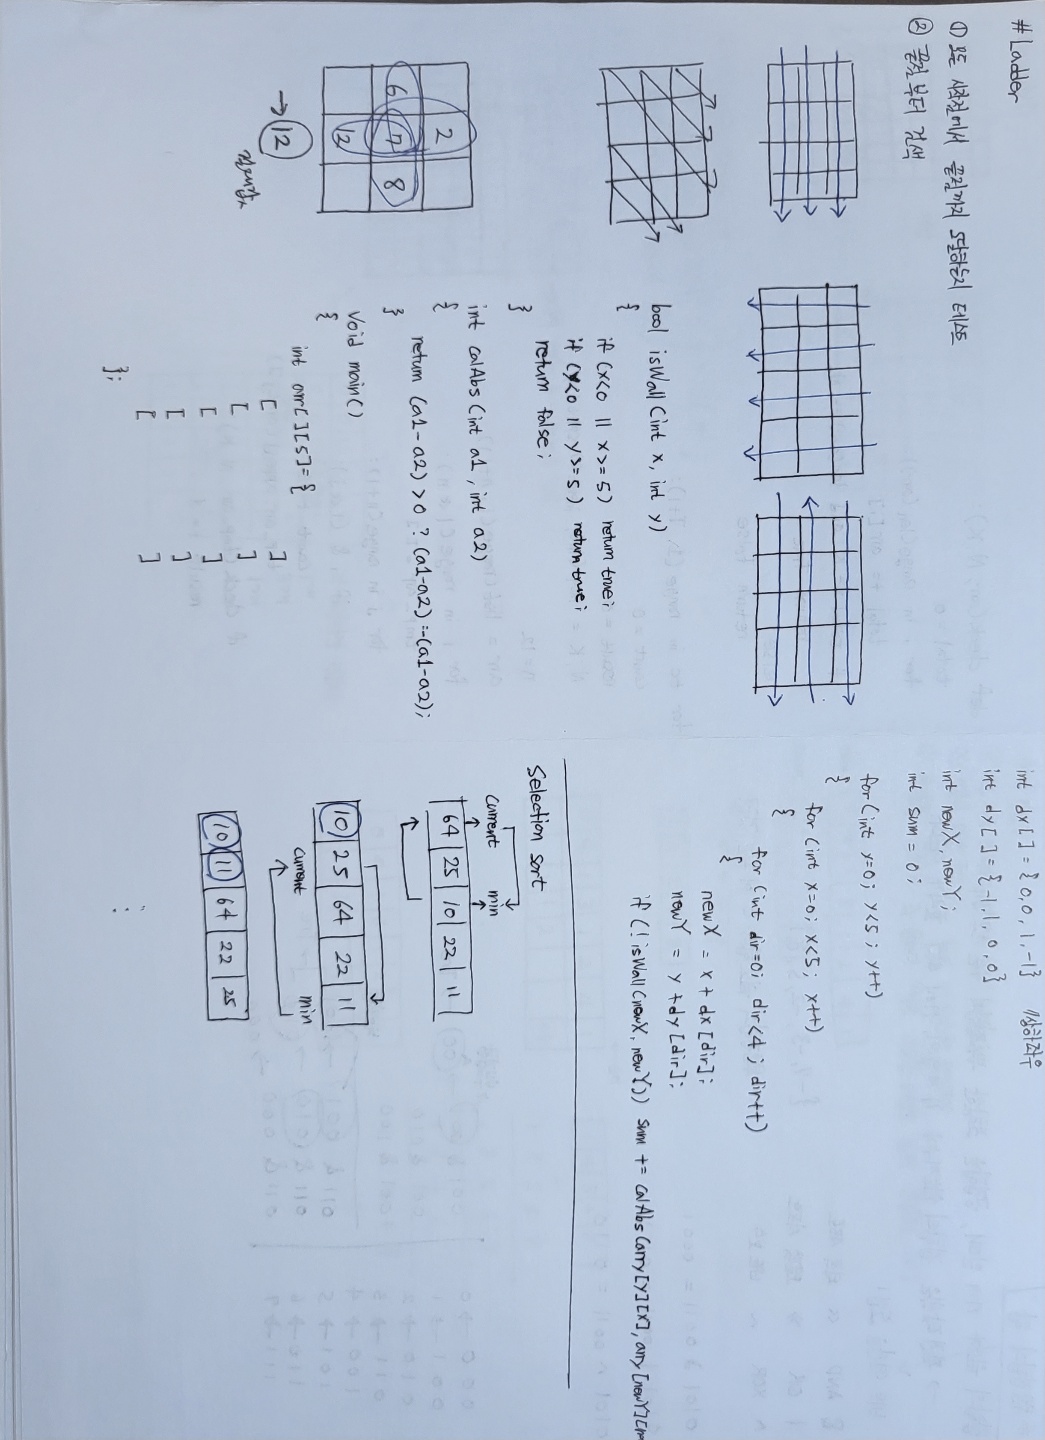 # Ladder
① 모든 시작점에서 끝점까지 도달하는지 테스트
② 끝점부터 검색
2
6 7 8
12
→ 12
절대값
bool isWall (int x, int y)
{
if (x<0 || x>=5) return true;
if (y<0 || y>=5) return true;
return false;
}
int calAbs (int a1, int a2)
{
return (a1-a2) >0 ? (a1-a2) :-(a1-a2);
}
Void main()
{
int arr[][5]= {
[ ]
[ ]
[ ]
[ ]
[ ]
};
int dx[] = {0,0,1,-1} //상하좌우
int dy[] = {-1,1,0,0}
int newX, newY;
int sum = 0;
for (int y=0; y<5; y++)
{
for (int x=0; x<5; x++)
{
for (int dir=0; dir<4; dir++)
{
newX = x + dx[dir];
newY = y + dy[dir];
if (! isWall (newX, newY)) sum += calAbs (arry[y][x], arry[newY][ne
Selection sort
current min
64 25 10 22 11
10 25 64 22 11
current min
10 11 64 22 25
⋮